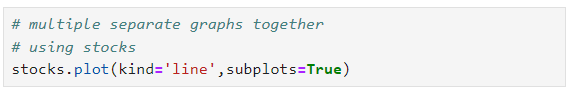 # multiple separate graphs together
# using stocks
stocks.plot(kind='line',subplots=True)